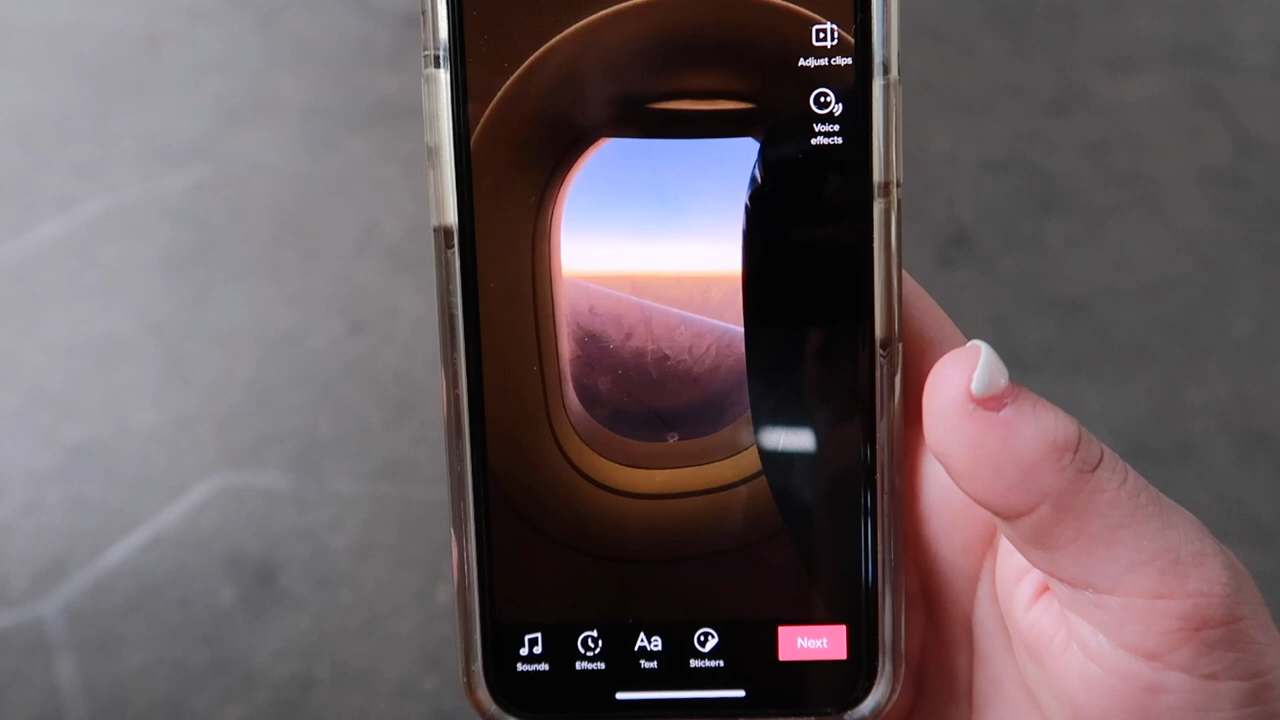 Adjust clips
Voice
effects
Sounds
Effects
Text
Aa
Stickers
Next